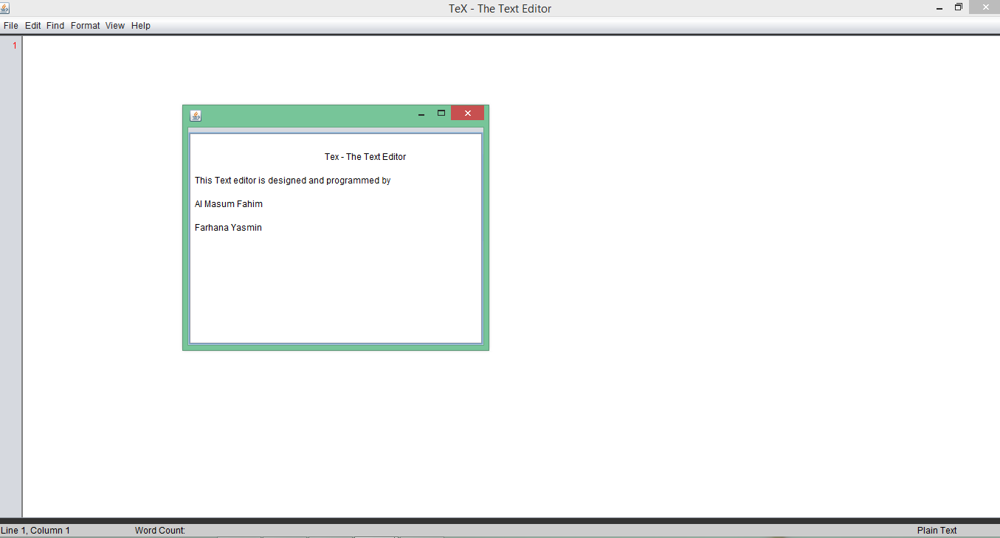 TeX - The Text Editor
File Edit Find Format View Help
1
Tex - The Text Editor
This Text editor is designed and programmed by
Al Masum Fahim
Farhana Yasmin
Line 1, Column 1 Word Count: Plain Text